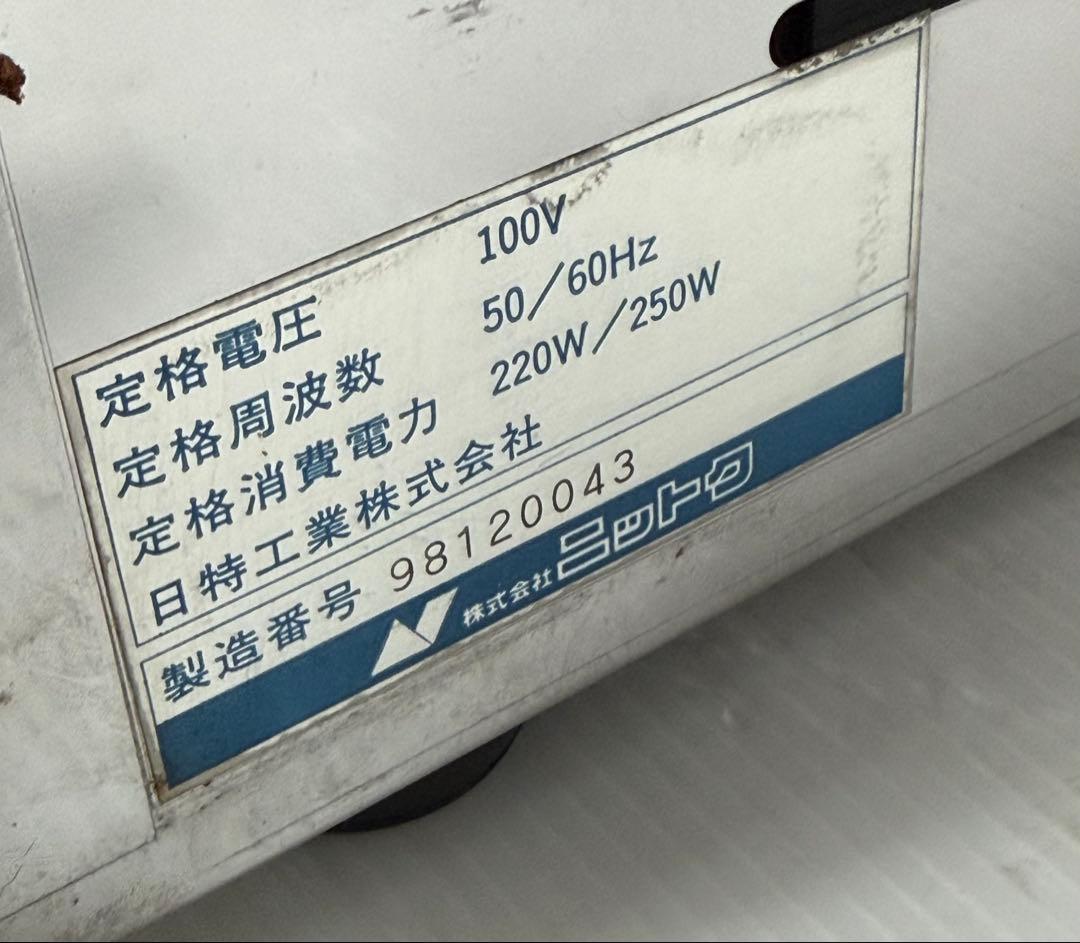 定格電圧 100V
定格周波数 50/60Hz
定格消費電力 220W/250W
日特工業株式会社
製造番号 98120043
株式会社ニットク